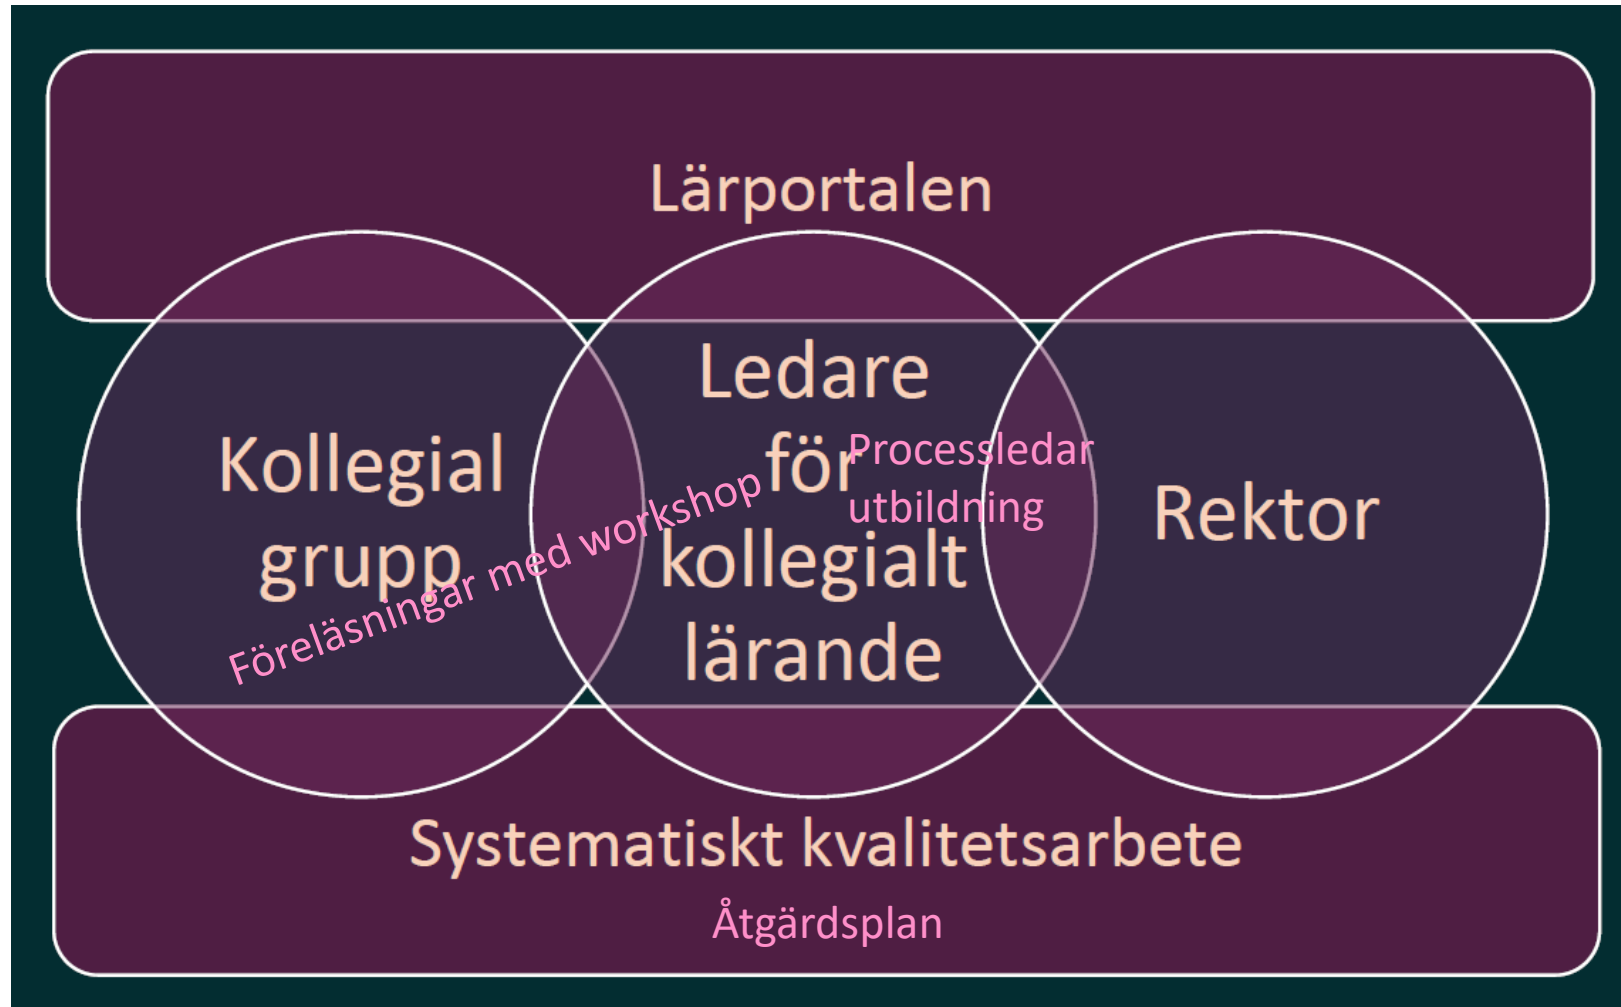 Lärportalen
Kollegial
grupp
Ledare
för
kollegialt
lärande
Processledar
utbildning
Rektor
Föreläsningar med workshop
Systematiskt kvalitetsarbete
Åtgärdsplan